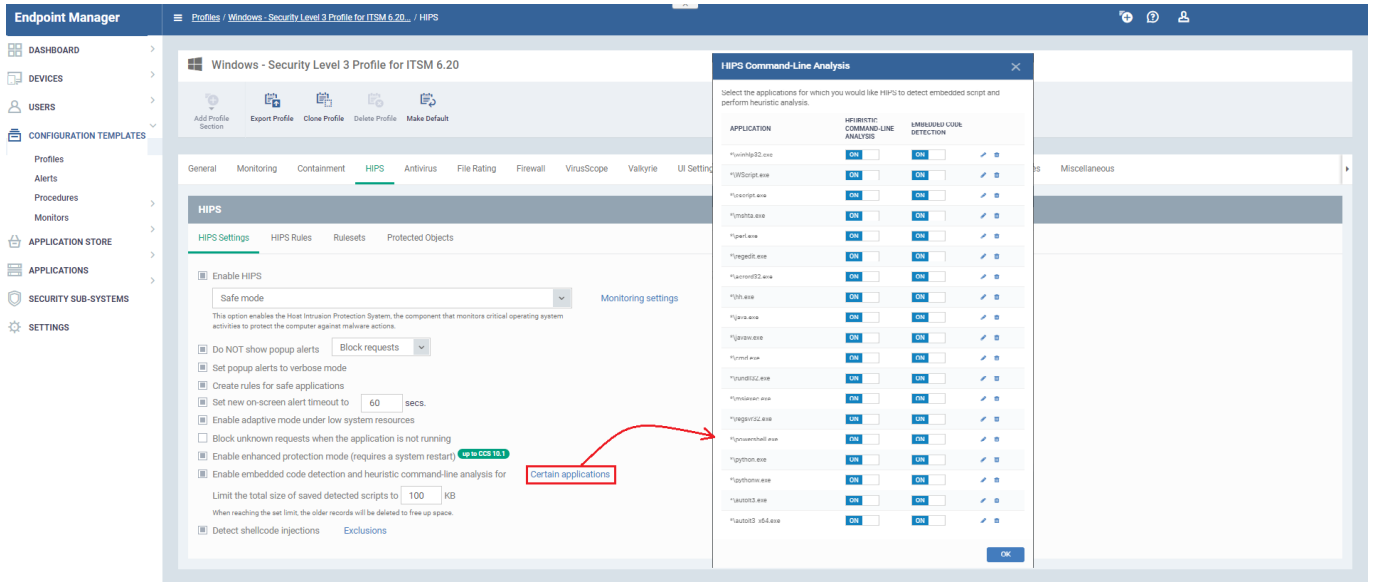 Endpoint Manager
Profiles / Windows - Security Level 3 Profile for ITSM 6.20... / HIPS
DASHBOARD
DEVICES
USERS
CONFIGURATION TEMPLATES
Profiles
Alerts
Procedures
Monitors
APPLICATION STORE
APPLICATIONS
SECURITY SUB-SYSTEMS
SETTINGS
Windows - Security Level 3 Profile for ITSM 6.20
Add Profile Section
Export Profile
Clone Profile
Delete Profile
Make Default
General Monitoring Containment HIPS Antivirus File Rating Firewall VirusScope Valkyrie UI Setting
Miscellaneous
HIPS
HIPS Settings HIPS Rules Rulesets Protected Objects
Enable HIPS
Safe mode
Monitoring settings
This option enables the Host Intrusion Protection System, the component that monitors critical operating system
activities to protect the computer against malware actions.
Do NOT show popup alerts Block requests
Set popup alerts to verbose mode
Create rules for safe applications
Set new on-screen alert timeout to 60 secs.
Enable adaptive mode under low system resources
Block unknown requests when the application is not running
Enable enhanced protection mode (requires a system restart) up to CCS 10.1
Enable embedded code detection and heuristic command-line analysis for Certain applications
Limit the total size of saved detected scripts to 100 KB
When reaching the set limit, the older records will be deleted to free up space.
Detect shellcode injections Exclusions
HIPS Command-Line Analysis
Select the applications for which you would like HIPS to detect embedded script and
perform heuristic analysis.
APPLICATION
HEURISTIC
COMMAND-LINE
ANALYSIS
EMBEDDED CODE
DETECTION
*\winhlp32.exe ON ON
*\WScript.exe ON ON
*\cscript.exe ON ON
*\mshta.exe ON ON
*\perl.exe ON ON
*\regedit.exe ON ON
*\acrord32.exe ON ON
*\hh.exe ON ON
*\java.exe ON ON
*\javaw.exe ON ON
*\cmd.exe ON ON
*\rundll32.exe ON ON
*\msiexec.exe ON ON
*\regsvr32.exe ON ON
*\powershell.exe ON ON
*\python.exe ON ON
*\pythonw.exe ON ON
*\autoit3.exe ON ON
*\autoit3_x64.exe ON ON
OK